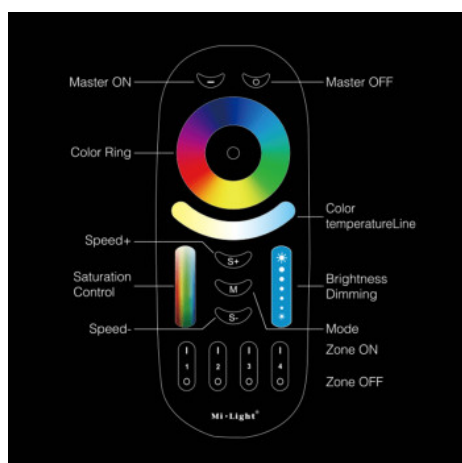 Master ON
Master OFF
Color Ring
Color
temperatureLine
Speed+
S+
Saturation
Control
M
Brightness
Dimming
Speed-
S-
Mode
1 2 3 4
Zone ON
Zone OFF
Mi·Light